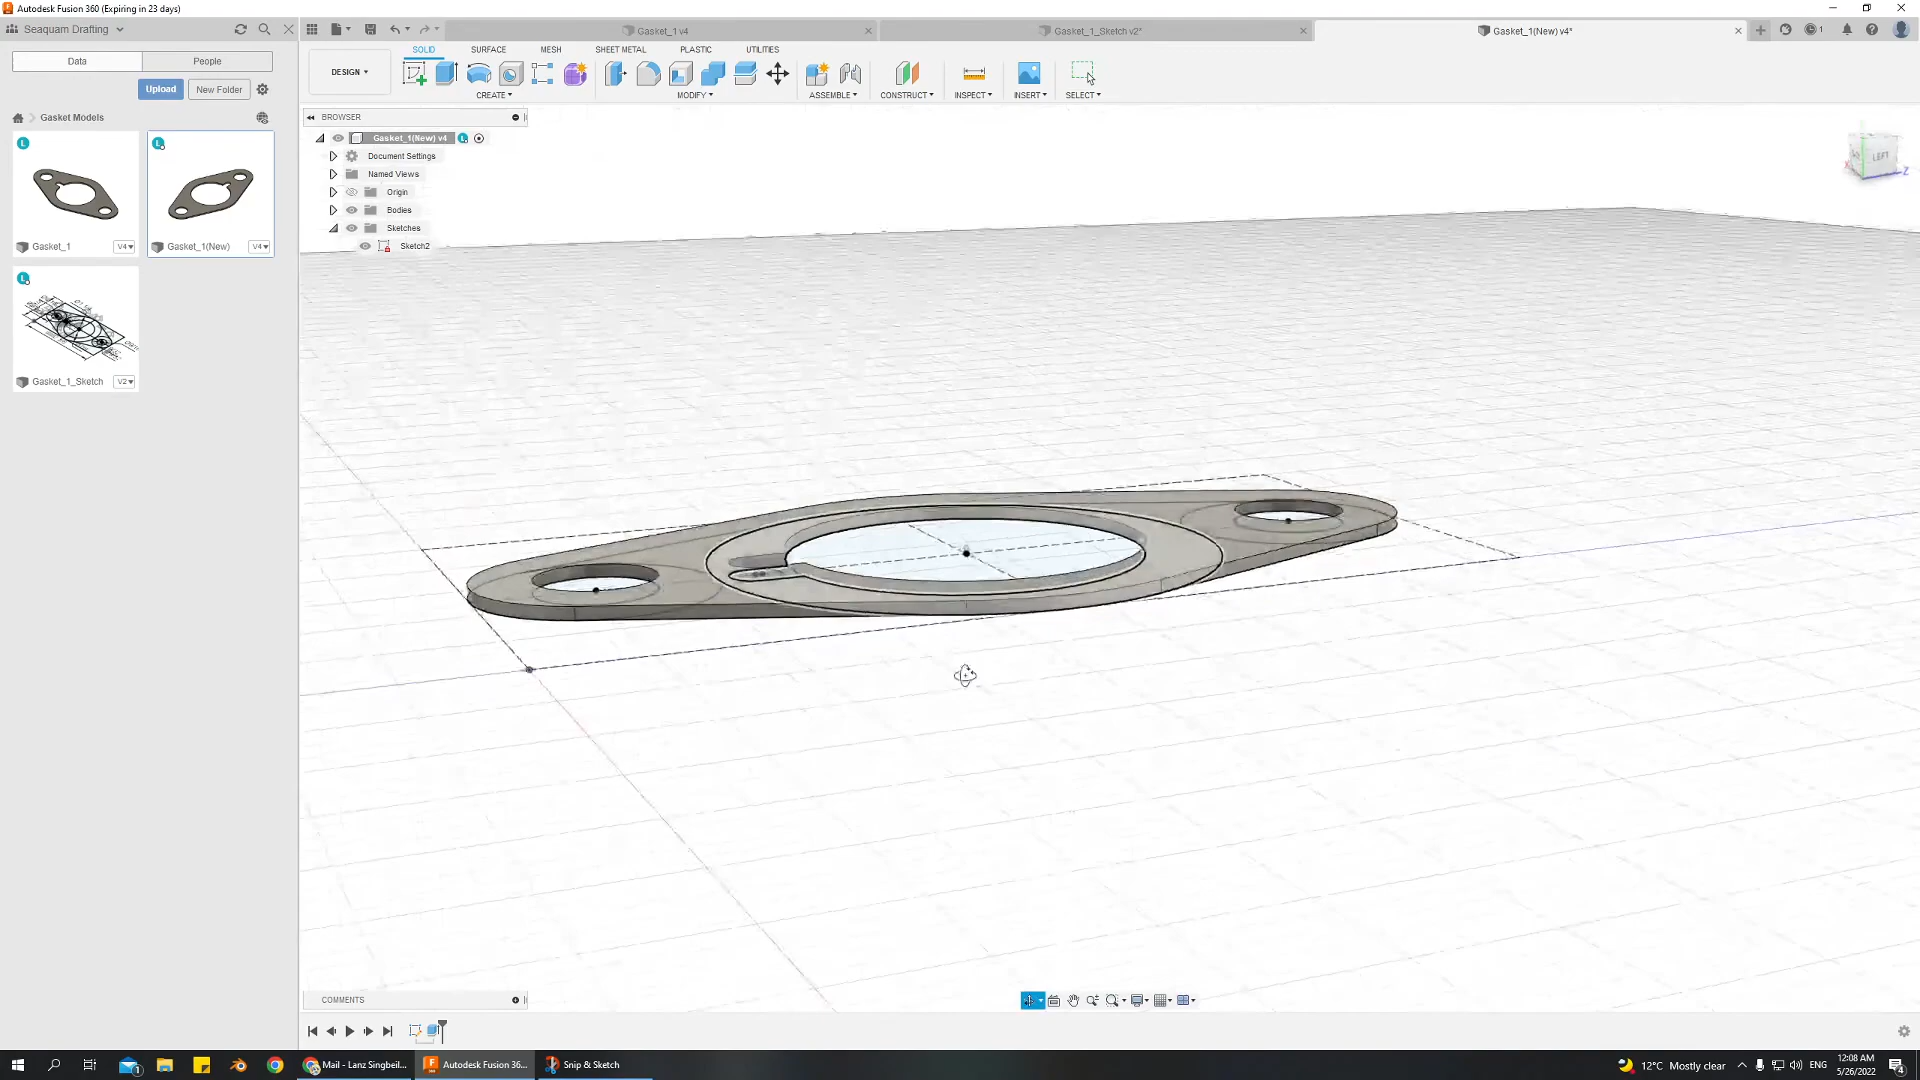 Autodesk Fusion 360 (Expiring in 23 days)
Seaquam Drafting
Gasket_1 v4
Gasket_1_Sketch v2*
Gasket_1(New) v4*
1
Data
People
Upload
New Folder
Gasket Models
Gasket_1
V4
Gasket_1(New)
V4
Gasket_1_Sketch
V2
DESIGN
SOLID
SURFACE
MESH
SHEET METAL
PLASTIC
UTILITIES
CREATE
MODIFY
ASSEMBLE
CONSTRUCT
INSPECT
INSERT
SELECT
BROWSER
Gasket_1(New) v4
Document Settings
Named Views
Origin
Bodies
Sketches
Sketch2
LEFT
X
Z
COMMENTS
Mail - Lanz Singbeil...
Autodesk Fusion 36...
Snip & Sketch
12°C Mostly clear
ENG
12:08 AM
5/26/2022